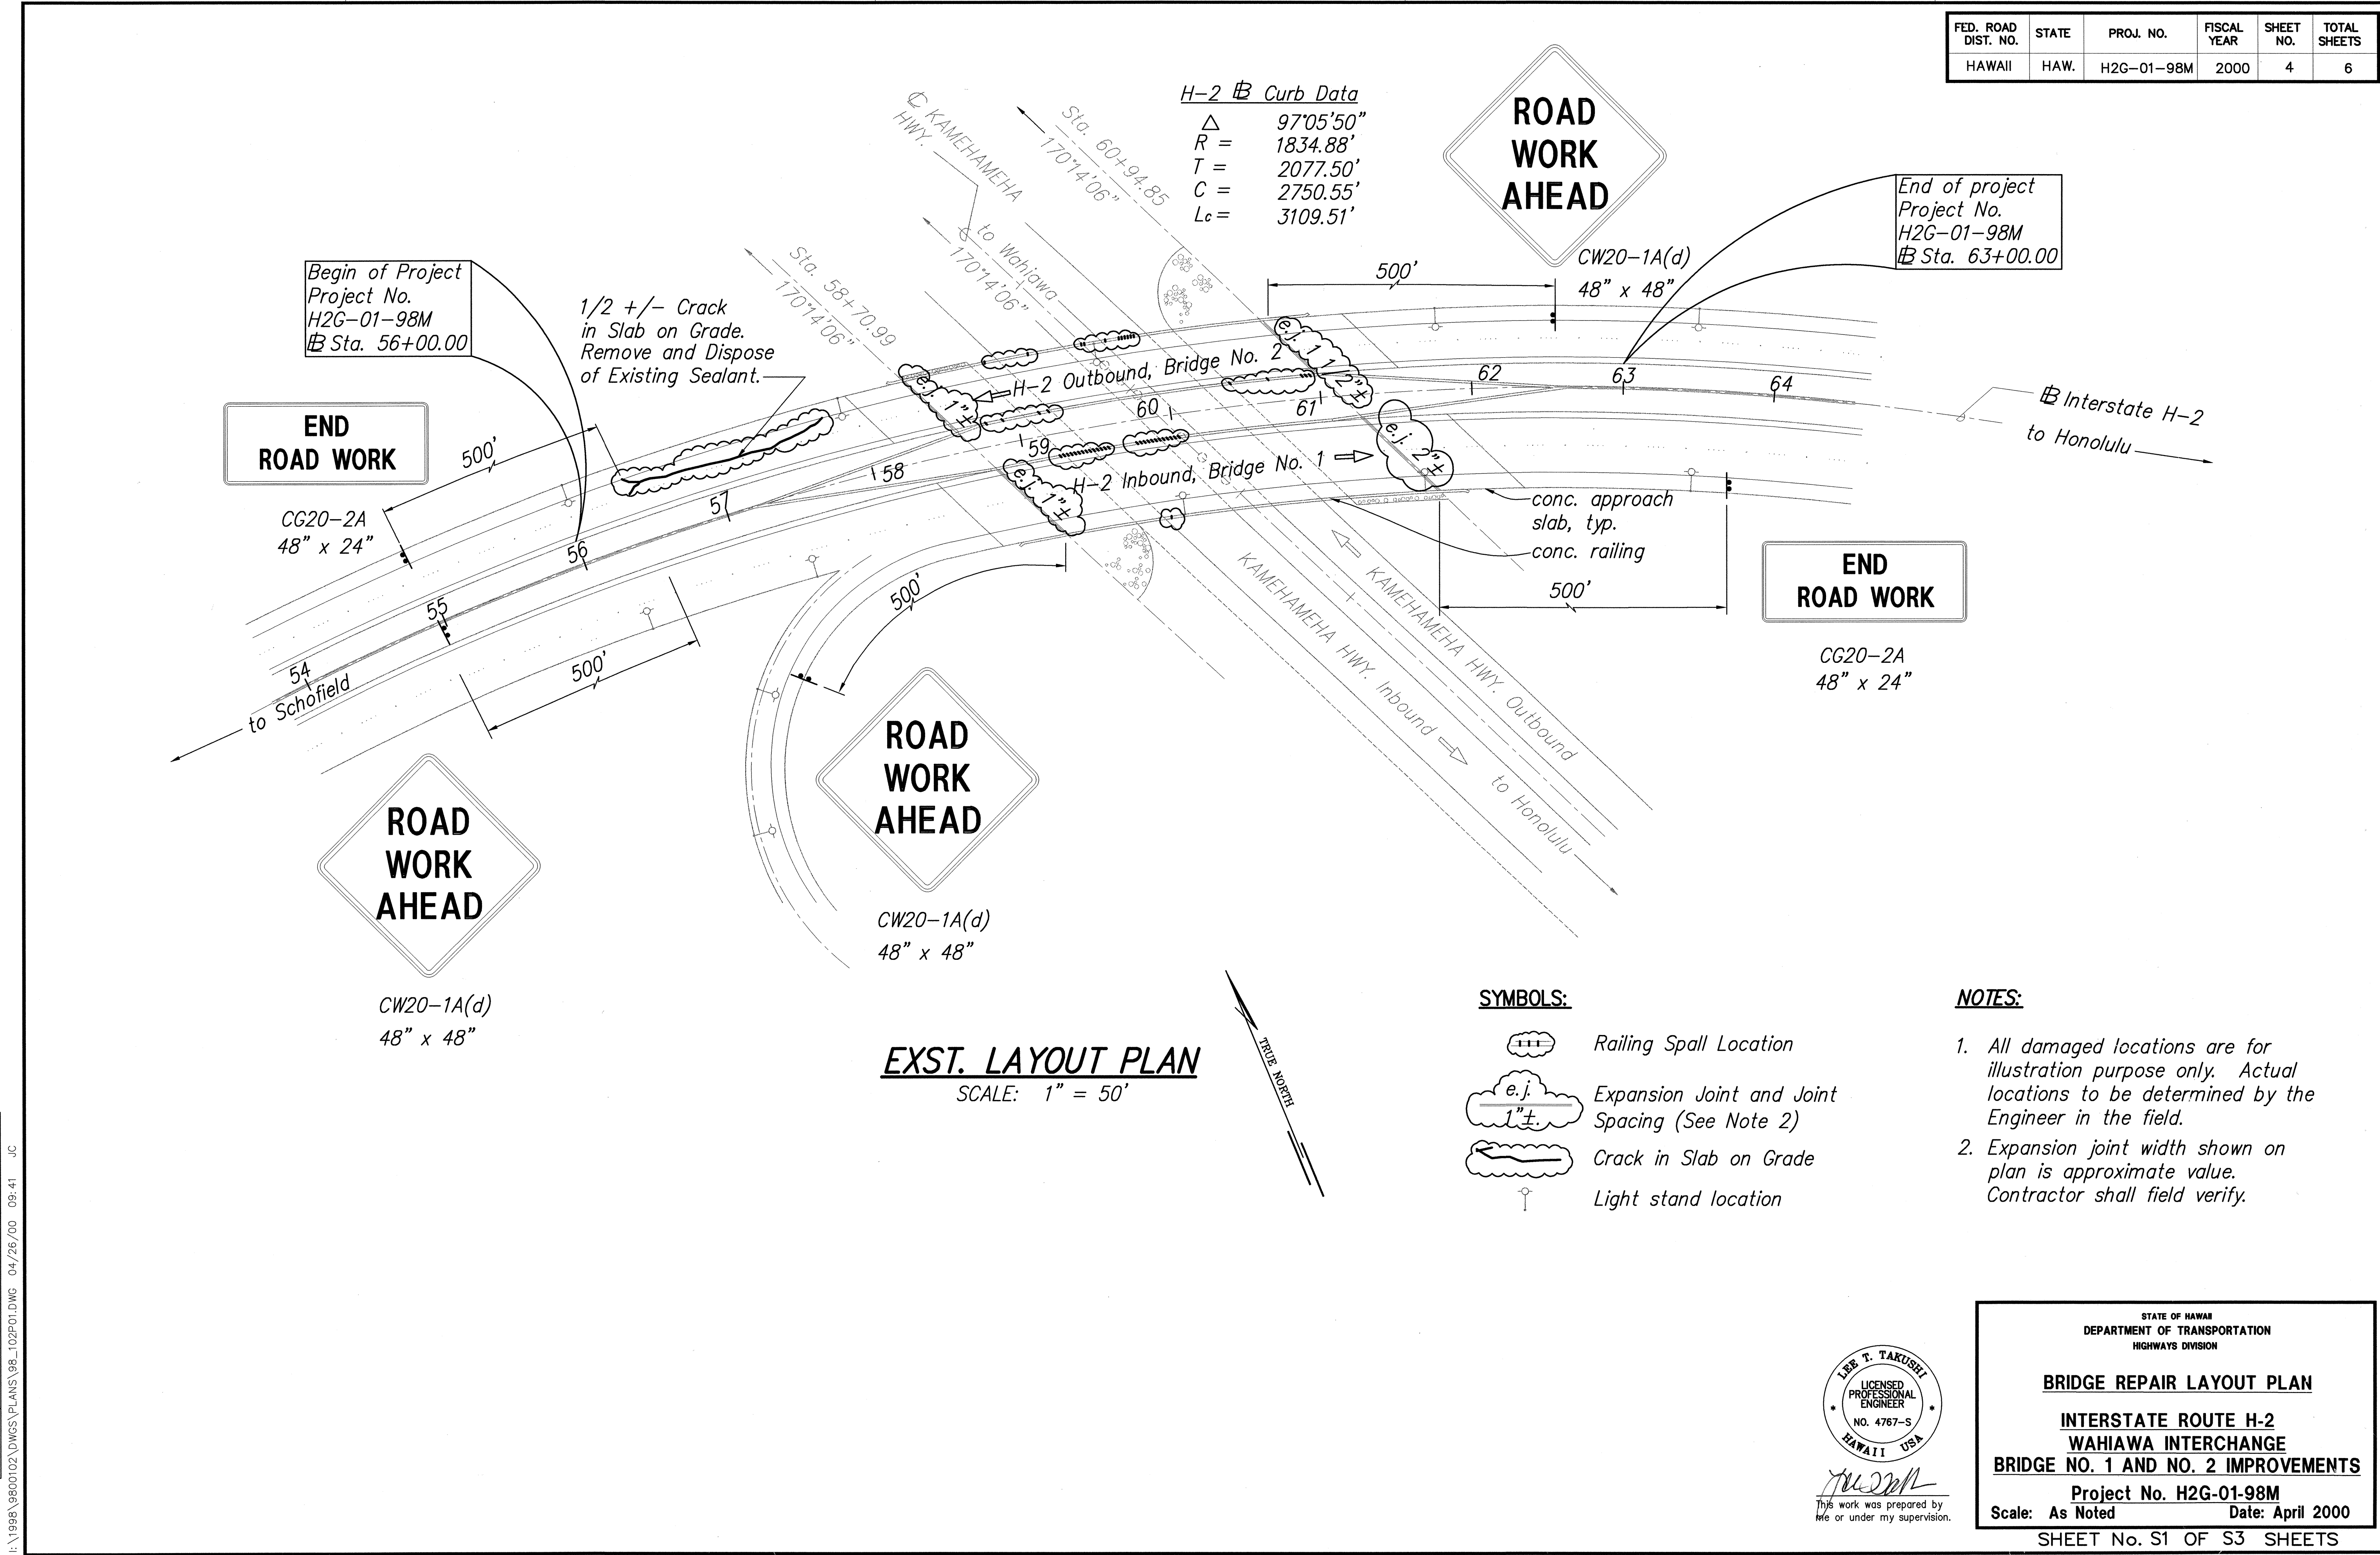 FED. ROAD DIST. NO.
STATE
PROJ. NO.
FISCAL YEAR
SHEET NO.
TOTAL SHEETS
HAWAII
HAW.
H2G-01-98M
2000
4
6
H-2 BL Curb Data
△ 97°05'50"
R = 1834.88'
T = 2077.50'
C = 2750.55'
Lc = 3109.51'
ROAD
WORK
AHEAD
CW20-1A(d)
48" x 48"
500'
End of project
Project No.
H2G-01-98M
BL Sta. 63+00.00
CL KAMEHAMEHA
HWY.
Sta. 60+94.85
170°14'06"
to Wahiawa
170°14'06"
Sta. 58+70.99
170°14'06"
Begin of Project
Project No.
H2G-01-98M
BL Sta. 56+00.00
1/2 +/- Crack
in Slab on Grade.
Remove and Dispose
of Existing Sealant.
END
ROAD WORK
CG20-2A
48" x 24"
500'
e.j. 1"±
H-2 Outbound, Bridge No. 2
e.j. 1 1/2"±
e.j. 1"±
H-2 Inbound, Bridge No. 1
e.j. 2"±
54
55
56
57
58
59
60
61
62
63
64
BL Interstate H-2
to Honolulu
conc. approach
slab, typ.
conc. railing
500'
END
ROAD WORK
CG20-2A
48" x 24"
KAMEHAMEHA HWY. Inbound
KAMEHAMEHA HWY. Outbound
to Honolulu
to Schofield
500'
500'
ROAD
WORK
AHEAD
CW20-1A(d)
48" x 48"
ROAD
WORK
AHEAD
CW20-1A(d)
48" x 48"
EXST. LAYOUT PLAN
SCALE: 1" = 50'
TRUE NORTH
SYMBOLS:
Railing Spall Location
e.j.
1"±.
Expansion Joint and Joint
Spacing (See Note 2)
Crack in Slab on Grade
Light stand location
NOTES:
1. All damaged locations are for
illustration purpose only. Actual
locations to be determined by the
Engineer in the field.
2. Expansion joint width shown on
plan is approximate value.
Contractor shall field verify.
LEE T. TAKUSHI
LICENSED
PROFESSIONAL
ENGINEER
NO. 4767-S
HAWAII USA
This work was prepared by
me or under my supervision.
STATE OF HAWAII
DEPARTMENT OF TRANSPORTATION
HIGHWAYS DIVISION
BRIDGE REPAIR LAYOUT PLAN
INTERSTATE ROUTE H-2
WAHIAWA INTERCHANGE
BRIDGE NO. 1 AND NO. 2 IMPROVEMENTS
Project No. H2G-01-98M
Scale: As Noted Date: April 2000
SHEET No. S1 OF S3 SHEETS
I:\1998\9800102\DWGS\PLANS\98_102P01.DWG 04/26/00 09:41 JC